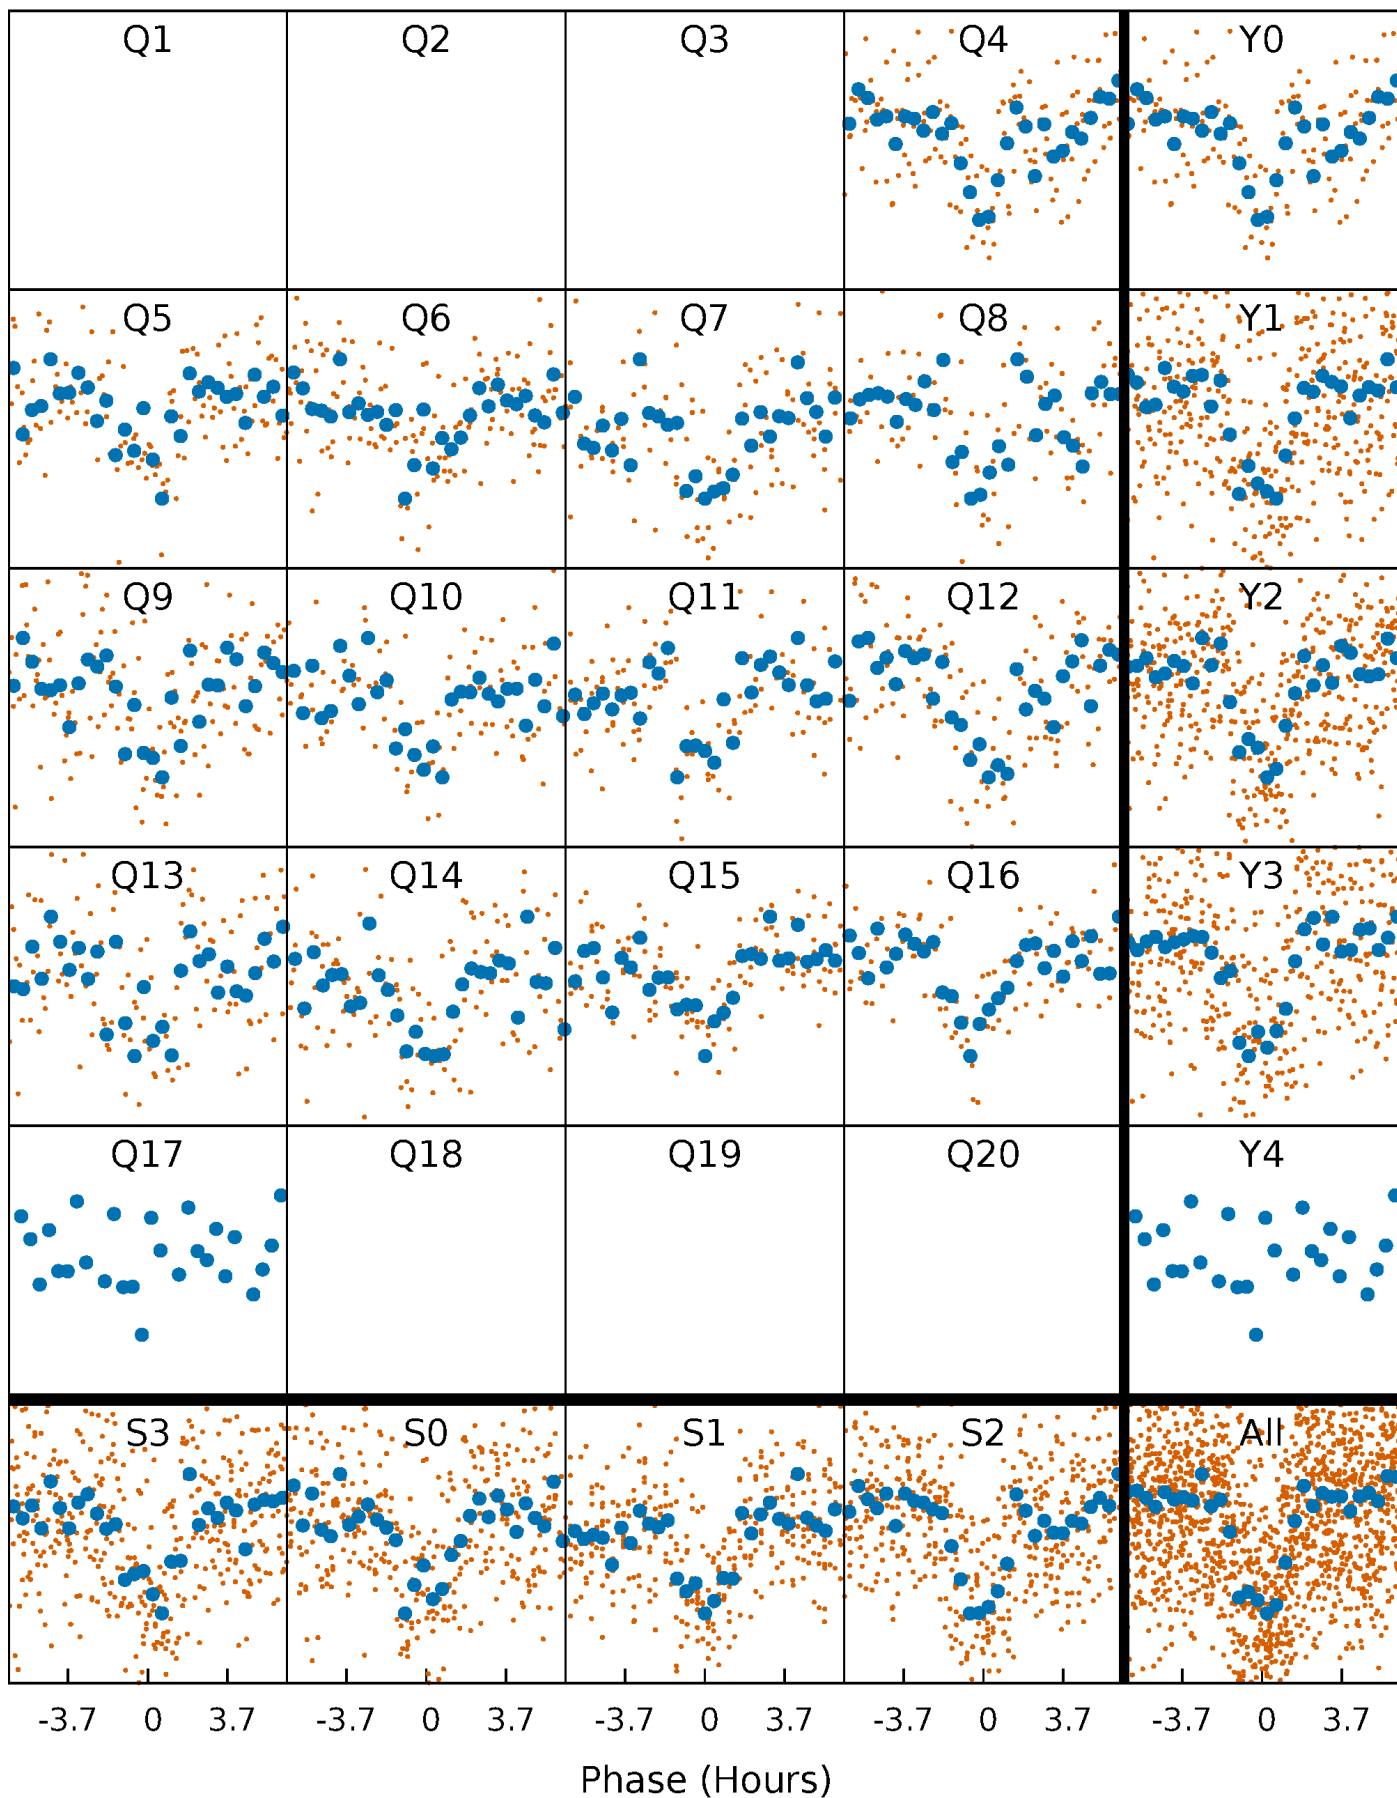 Q1 Q2 Q3 Q4 Y0
Q5 Q6 Q7 Q8 Y1
Q9 Q10 Q11 Q12 Y2
Q13 Q14 Q15 Q16 Y3
Q17 Q18 Q19 Q20 Y4
S3 S0 S1 S2 All
-3.7 0 3.7 -3.7 0 3.7 -3.7 0 3.7 -3.7 0 3.7 -3.7 0 3.7
Phase (Hours)